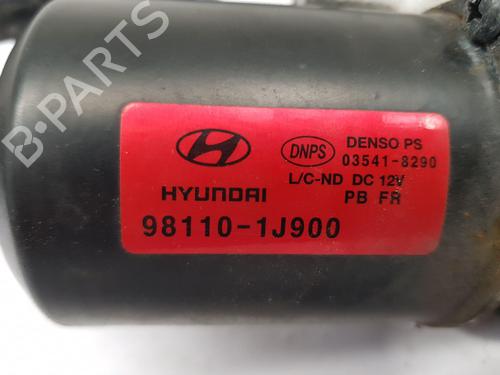 DNPS
DENSO PS
03541-8290
L/C-ND DC 12V
HYUNDAI
PB FR
98110-1J900
B-PARTS